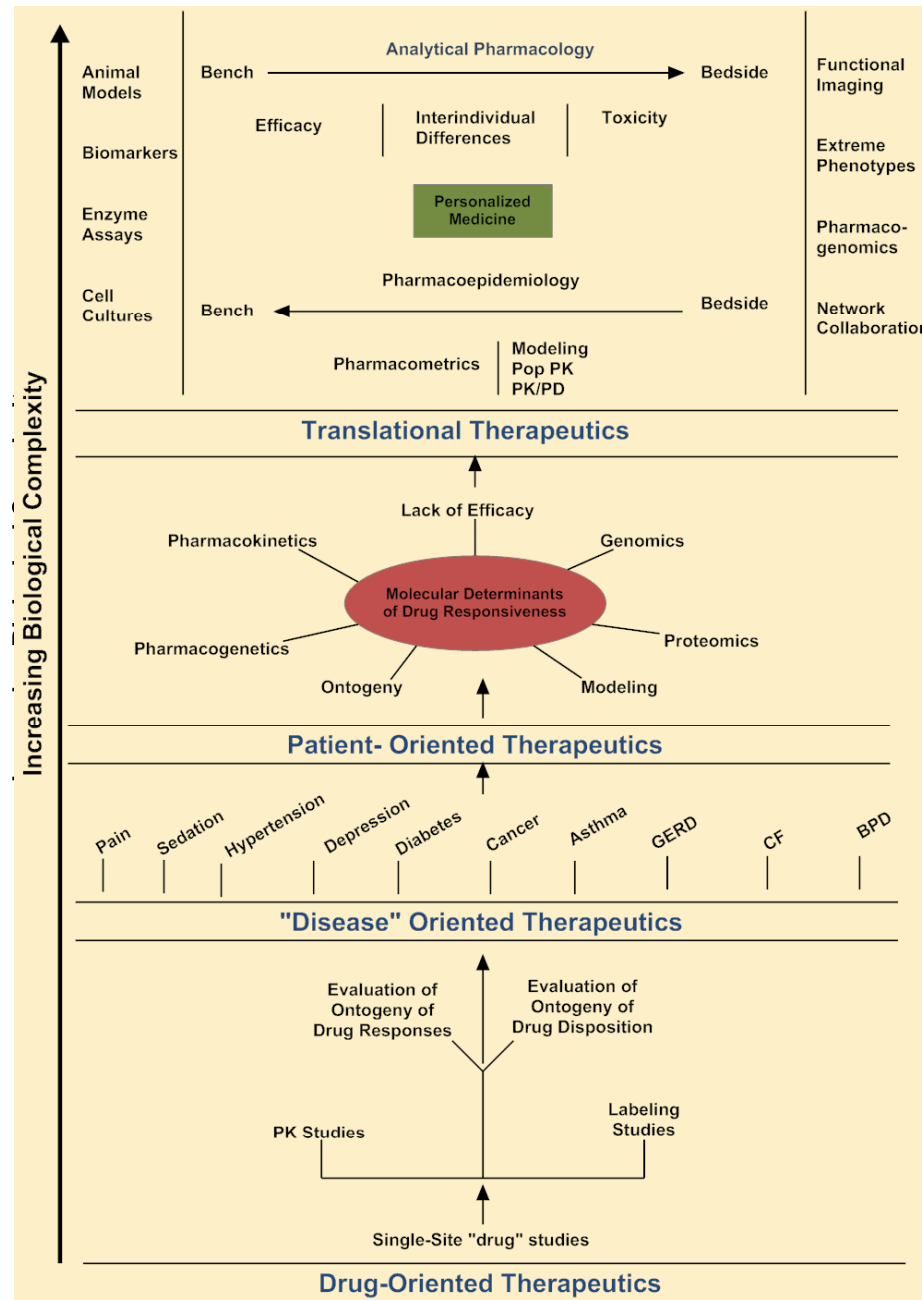 Increasing Biological Complexity
Analytical Pharmacology
Animal
Models
Bench
Bedside
Functional
Imaging
Efficacy
Interindividual
Differences
Toxicity
Biomarkers
Extreme
Phenotypes
Personalized
Medicine
Enzyme
Assays
Pharmaco-
genomics
Pharmacoepidemiology
Cell
Cultures
Bench
Bedside
Network
Collaboration
Pharmacometrics
Modeling
Pop PK
PK/PD
Translational Therapeutics
Lack of Efficacy
Pharmacokinetics
Genomics
Molecular Determinants
of Drug Responsiveness
Pharmacogenetics
Proteomics
Ontogeny
Modeling
Patient- Oriented Therapeutics
Pain
Sedation
Hypertension
Depression
Diabetes
Cancer
Asthma
GERD
CF
BPD
"Disease" Oriented Therapeutics
Evaluation of
Ontogeny of
Drug Responses
Evaluation of
Ontogeny of
Drug Disposition
PK Studies
Labeling
Studies
Single-Site "drug" studies
Drug-Oriented Therapeutics